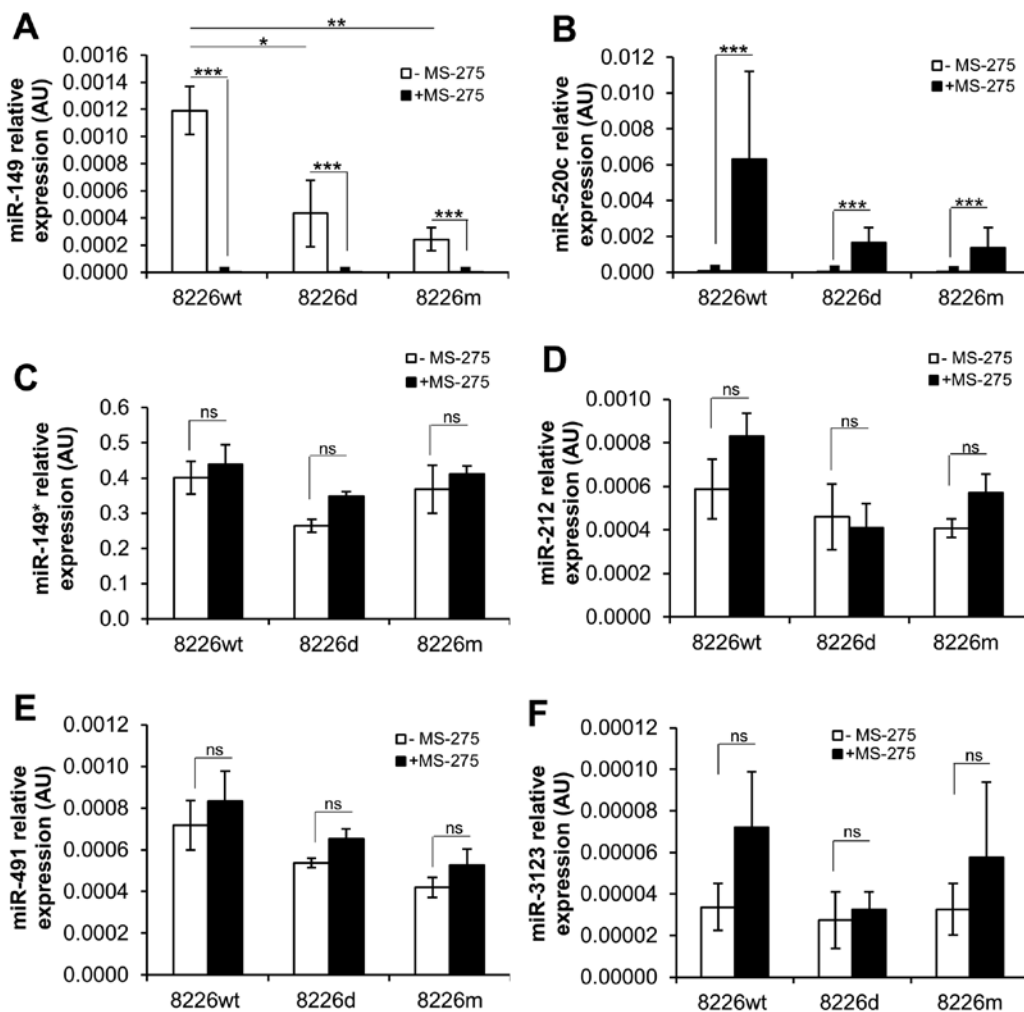 A
**
*
miR-149 relative
expression (AU)
0.0016
0.0014
0.0012
0.0010
0.0008
0.0006
0.0004
0.0002
0.0000
***
***
***
- MS-275
+MS-275
8226wt
8226d
8226m
B
miR-520c relative
expression (AU)
0.012
0.010
0.008
0.006
0.004
0.002
0.000
***
***
***
- MS-275
+MS-275
8226wt
8226d
8226m
C
miR-149* relative
expression (AU)
0.6
0.5
0.4
0.3
0.2
0.1
0.0
ns
ns
ns
- MS-275
+MS-275
8226wt
8226d
8226m
D
miR-212 relative
expression (AU)
0.0010
0.0008
0.0006
0.0004
0.0002
0.0000
ns
ns
ns
- MS-275
+MS-275
8226wt
8226d
8226m
E
miR-491 relative
expression (AU)
0.0012
0.0010
0.0008
0.0006
0.0004
0.0002
0.0000
ns
ns
ns
- MS-275
+MS-275
8226wt
8226d
8226m
F
miR-3123 relative
expression (AU)
0.00012
0.00010
0.00008
0.00006
0.00004
0.00002
0.00000
ns
ns
ns
- MS-275
+MS-275
8226wt
8226d
8226m